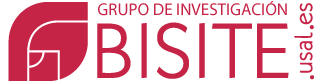 GRUPO DE INVESTIGACIÓN
BISITE
.usal.es